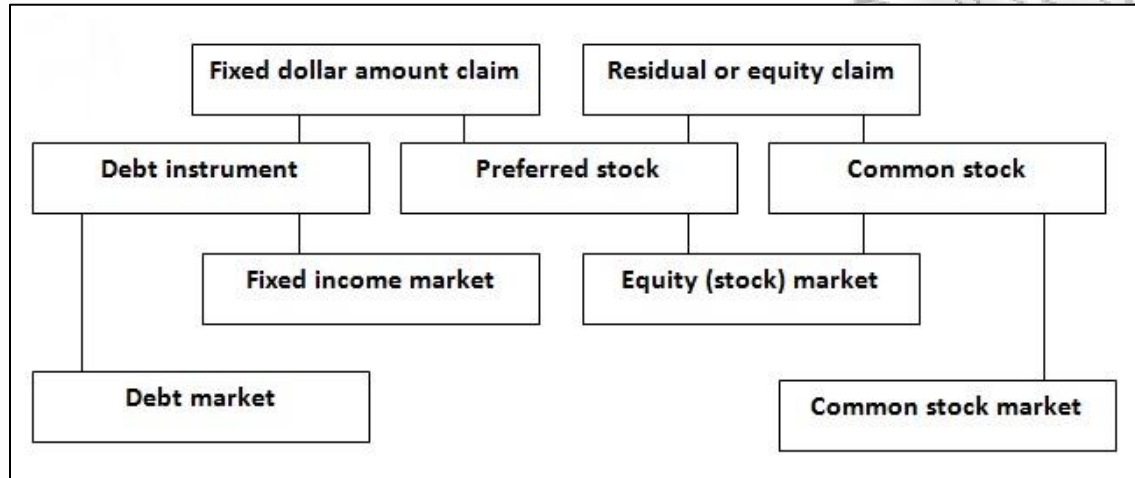 Fixed dollar amount claim
Residual or equity claim
Debt instrument
Preferred stock
Common stock
Fixed income market
Equity (stock) market
Debt market
Common stock market